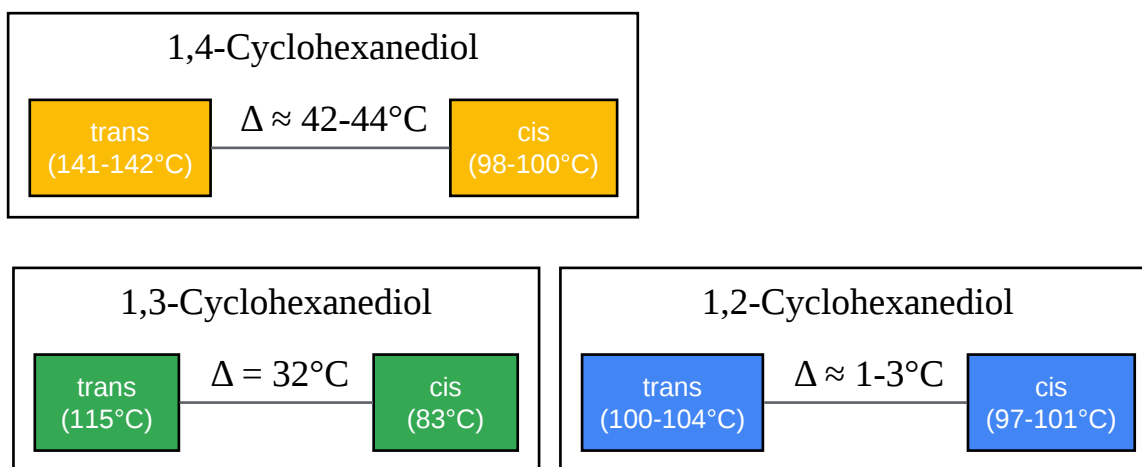 1,4-Cyclohexanediol
trans
(141-142°C)
Δ ≈ 42-44°C
cis
(98-100°C)
1,3-Cyclohexanediol
trans
(115°C)
Δ = 32°C
cis
(83°C)
1,2-Cyclohexanediol
trans
(100-104°C)
Δ ≈ 1-3°C
cis
(97-101°C)